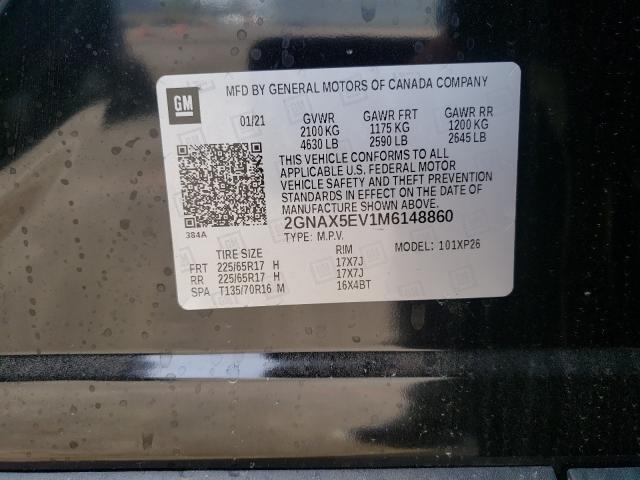 MFD BY GENERAL MOTORS OF CANADA COMPANY
GM
01/21 GVWR GAWR FRT GAWR RR
2100 KG 1175 KG 1200 KG
4630 LB 2590 LB 2645 LB
THIS VEHICLE CONFORMS TO ALL
APPLICABLE U.S. FEDERAL MOTOR
VEHICLE SAFETY AND THEFT PREVENTION
STANDARDS IN EFFECT ON THE DATE OF
MANUFACTURE SHOWN ABOVE.
384A
2GNAX5EV1M6148860
TYPE: M.P.V. MODEL: 101XP26
TIRE SIZE RIM
FRT 225/65R17 H 17X7J
RR 225/65R17 H 17X7J
SPA T135/70R16 M 16X4BT